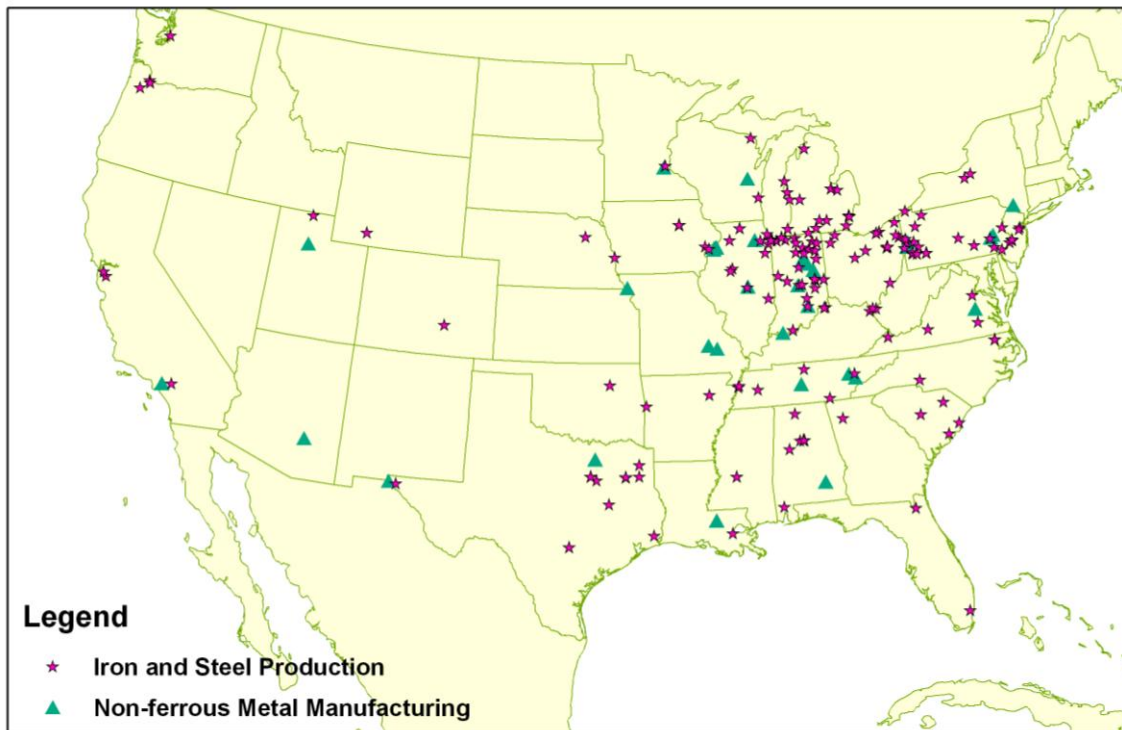 Legend
Iron and Steel Production
Non-ferrous Metal Manufacturing